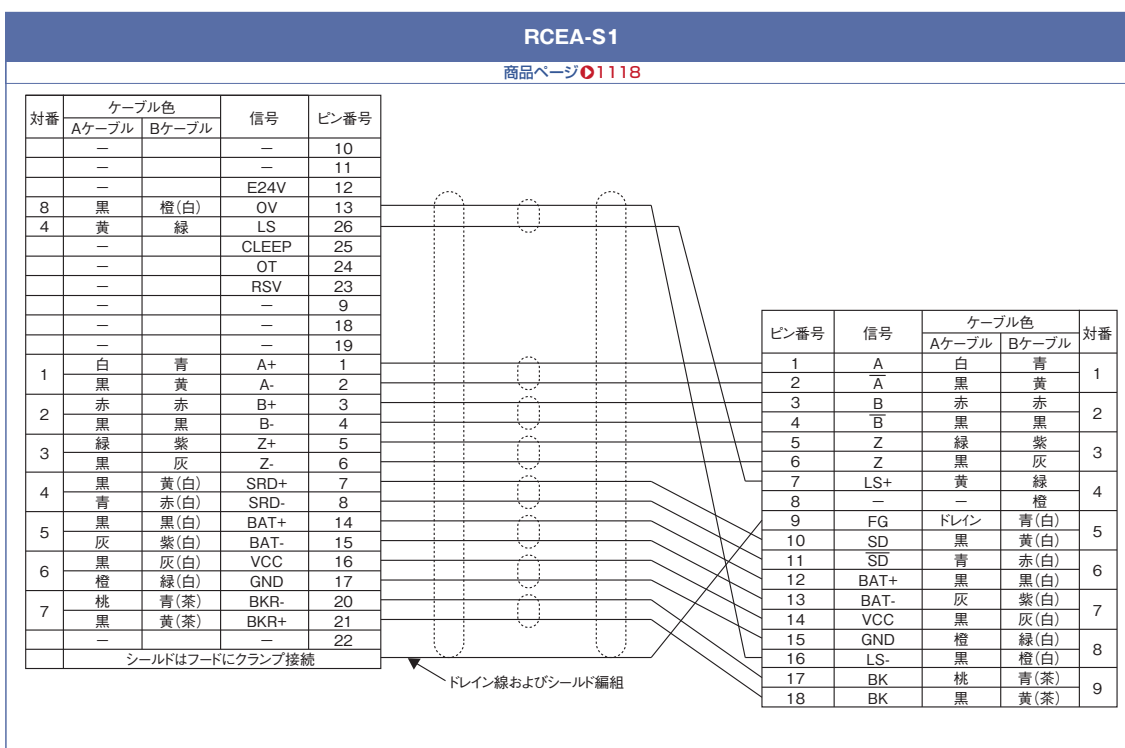 RCEA-S1
商品ページ 1118
対番 ケーブル色 信号 ピン番号
Aケーブル Bケーブル
－ － 10
－ － 11
－ E24V 12
8 黒 橙(白) OV 13
4 黄 緑 LS 26
－ CLEEP 25
－ OT 24
－ RSV 23
－ － 9
－ － 18
－ － 19
1 白 青 A+ 1
黒 黄 A- 2
2 赤 赤 B+ 3
黒 黒 B- 4
3 緑 紫 Z+ 5
黒 灰 Z- 6
4 黒 黄(白) SRD+ 7
青 赤(白) SRD- 8
5 黒 黒(白) BAT+ 14
灰 紫(白) BAT- 15
6 黒 灰(白) VCC 16
橙 緑(白) GND 17
7 桃 青(茶) BKR- 20
黒 黄(茶) BKR+ 21
－ － 22
シールドはフードにクランプ接続
ドレイン線およびシールド編組
ピン番号 信号 ケーブル色 対番
Aケーブル Bケーブル
1 A 白 青 1
2 A̅ 黒 黄
3 B 赤 赤 2
4 B̅ 黒 黒
5 Z 緑 紫 3
6 Z 黒 灰
7 LS+ 黄 緑 4
8 － － 橙
9 FG ドレイン 青(白) 5
10 SD 黒 黄(白)
11 S̅D̅ 青 赤(白) 6
12 BAT+ 黒 黒(白)
13 BAT- 灰 紫(白) 7
14 VCC 黒 灰(白)
15 GND 橙 緑(白) 8
16 LS- 黒 橙(白)
17 BK 桃 青(茶) 9
18 BK 黒 黄(茶)